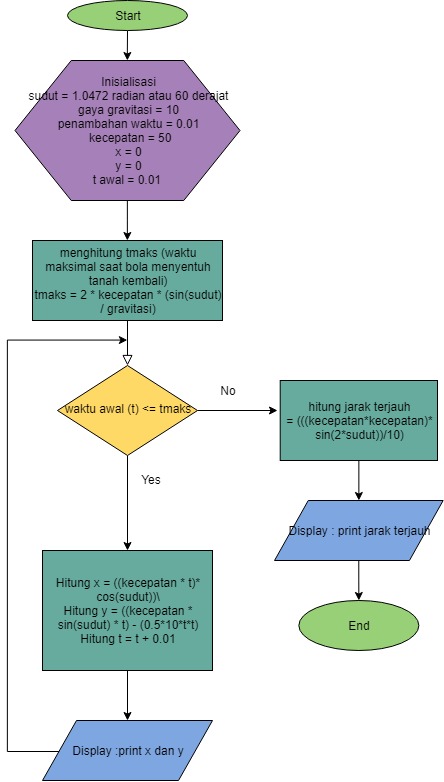 Start
Inisialisasi
sudut = 1.0472 radian atau 60 derajat
gaya gravitasi = 10
penambahan waktu = 0.01
kecepatan = 50
x = 0
y = 0
t awal = 0.01
menghitung tmaks (waktu
maksimal saat bola menyentuh
tanah kembali)
tmaks = 2 * kecepatan * (sin(sudut)
/ gravitasi)
waktu awal (t) <= tmaks
No
hitung jarak terjauh
= (((kecepatan*kecepatan)*
sin(2*sudut))/10)
Yes
Display : print jarak terjauh
Hitung x = ((kecepatan * t)*
cos(sudut))\
Hitung y = ((kecepatan *
sin(sudut) * t) - (0.5*10*t*t)
Hitung t = t + 0.01
End
Display :print x dan y